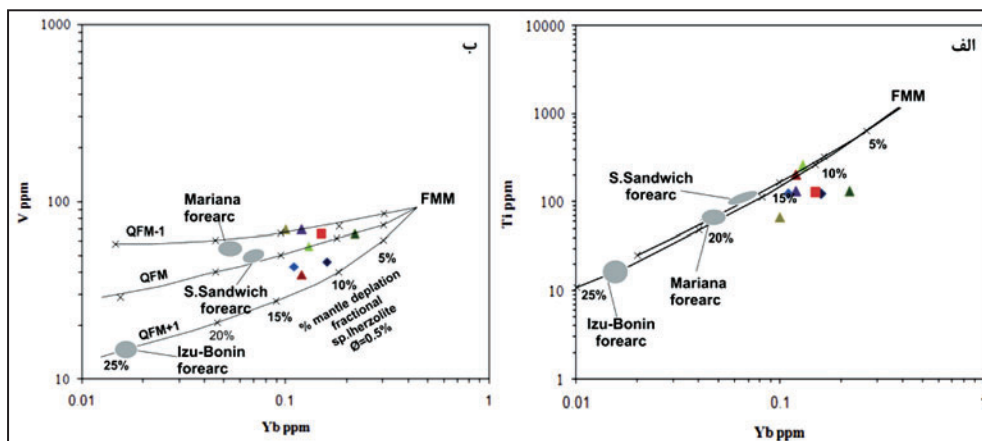 ب
1000
100
10
V ppm
QFM-1
QFM
QFM+1
Mariana
forearc
S.Sandwich
forearc
Izu-Bonin
forearc
FMM
5%
10%
15%
20%
25%
% mantle deplation
fractional
sp.lherzolite
Ø=0.5%
0.01
0.1
1
Yb ppm
الف
10000
1000
100
10
1
Ti ppm
FMM
5%
10%
15%
20%
25%
S.Sandwich
forearc
Mariana
forearc
Izu-Bonin
forearc
0.01
0.1
1
Yb ppm